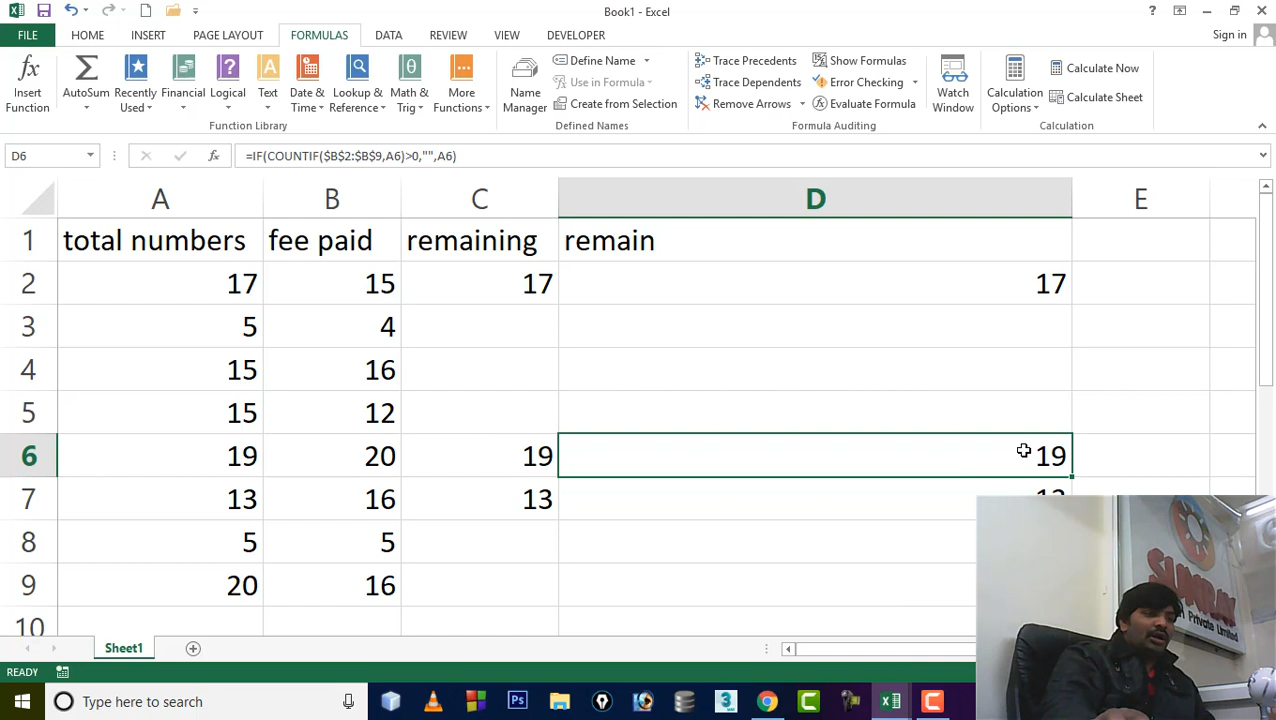 Book1 - Excel
?
FILE HOME INSERT PAGE LAYOUT FORMULAS DATA REVIEW VIEW DEVELOPER Sign in
fx Σ ? A θ
Insert Function
AutoSum
Recently Used
Financial
Logical
Text
Date & Time
Lookup & Reference
Math & Trig
More Functions
Function Library
Name Manager
Define Name
Use in Formula
Create from Selection
Defined Names
Trace Precedents
Trace Dependents
Remove Arrows
Show Formulas
Error Checking
Evaluate Formula
Formula Auditing
Watch Window
Calculation Options
Calculate Now
Calculate Sheet
Calculation
D6 fx =IF(COUNTIF($B$2:$B$9,A6)>0,"",A6)
A B C D E
1 total numbers fee paid remaining remain
2 17 15 17 17
3 5 4
4 15 16
5 15 12
6 19 20 19 19
7 13 16 13
8 5 5
9 20 16
10
Private Limited
Sheet1
READY
Type here to search Ps 3